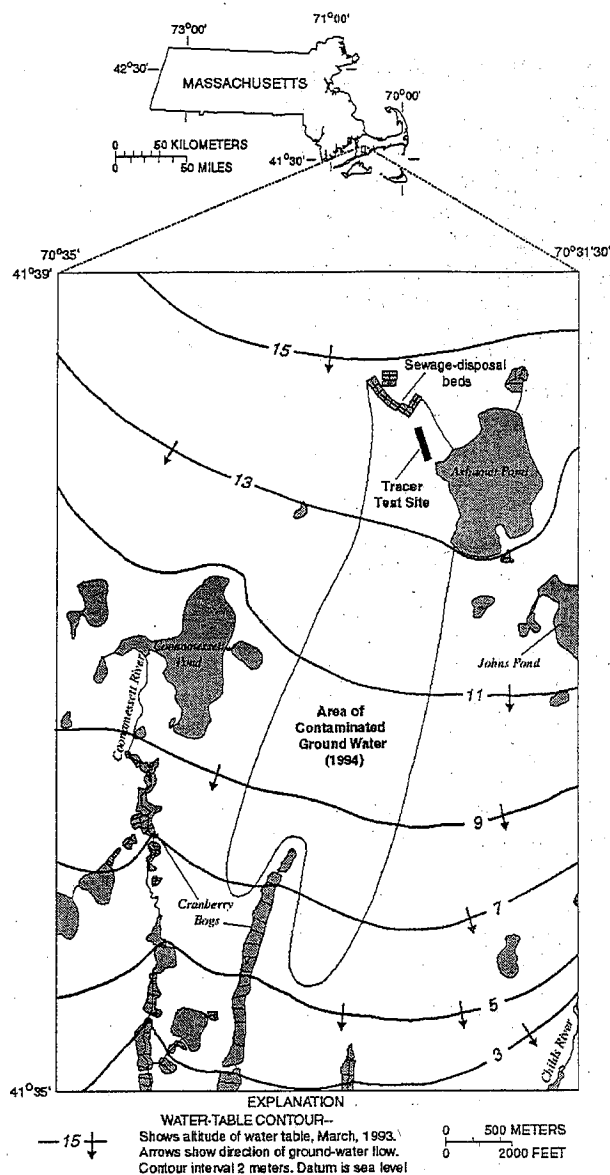 71°00'
73°00'
42°30'
MASSACHUSETTS
70°00'
0 50 KILOMETERS
0 50 MILES
41°30'
70°35'
70°31'30"
41°39'
15
Sewage-disposal
beds
13
Tracer
Test Site
Ashumet Pond
Coonamessett
Pond
Johns Pond
Coonamessett River
11
Area of
Contaminated
Ground Water
(1994)
9
Cranberry
Bogs
7
5
3
Childs River
41°35'
EXPLANATION
WATER-TABLE CONTOUR--
15
Shows altitude of water table, March, 1993.
Arrows show direction of ground-water flow.
Contour interval 2 meters. Datum is sea level
0 500 METERS
0 2000 FEET